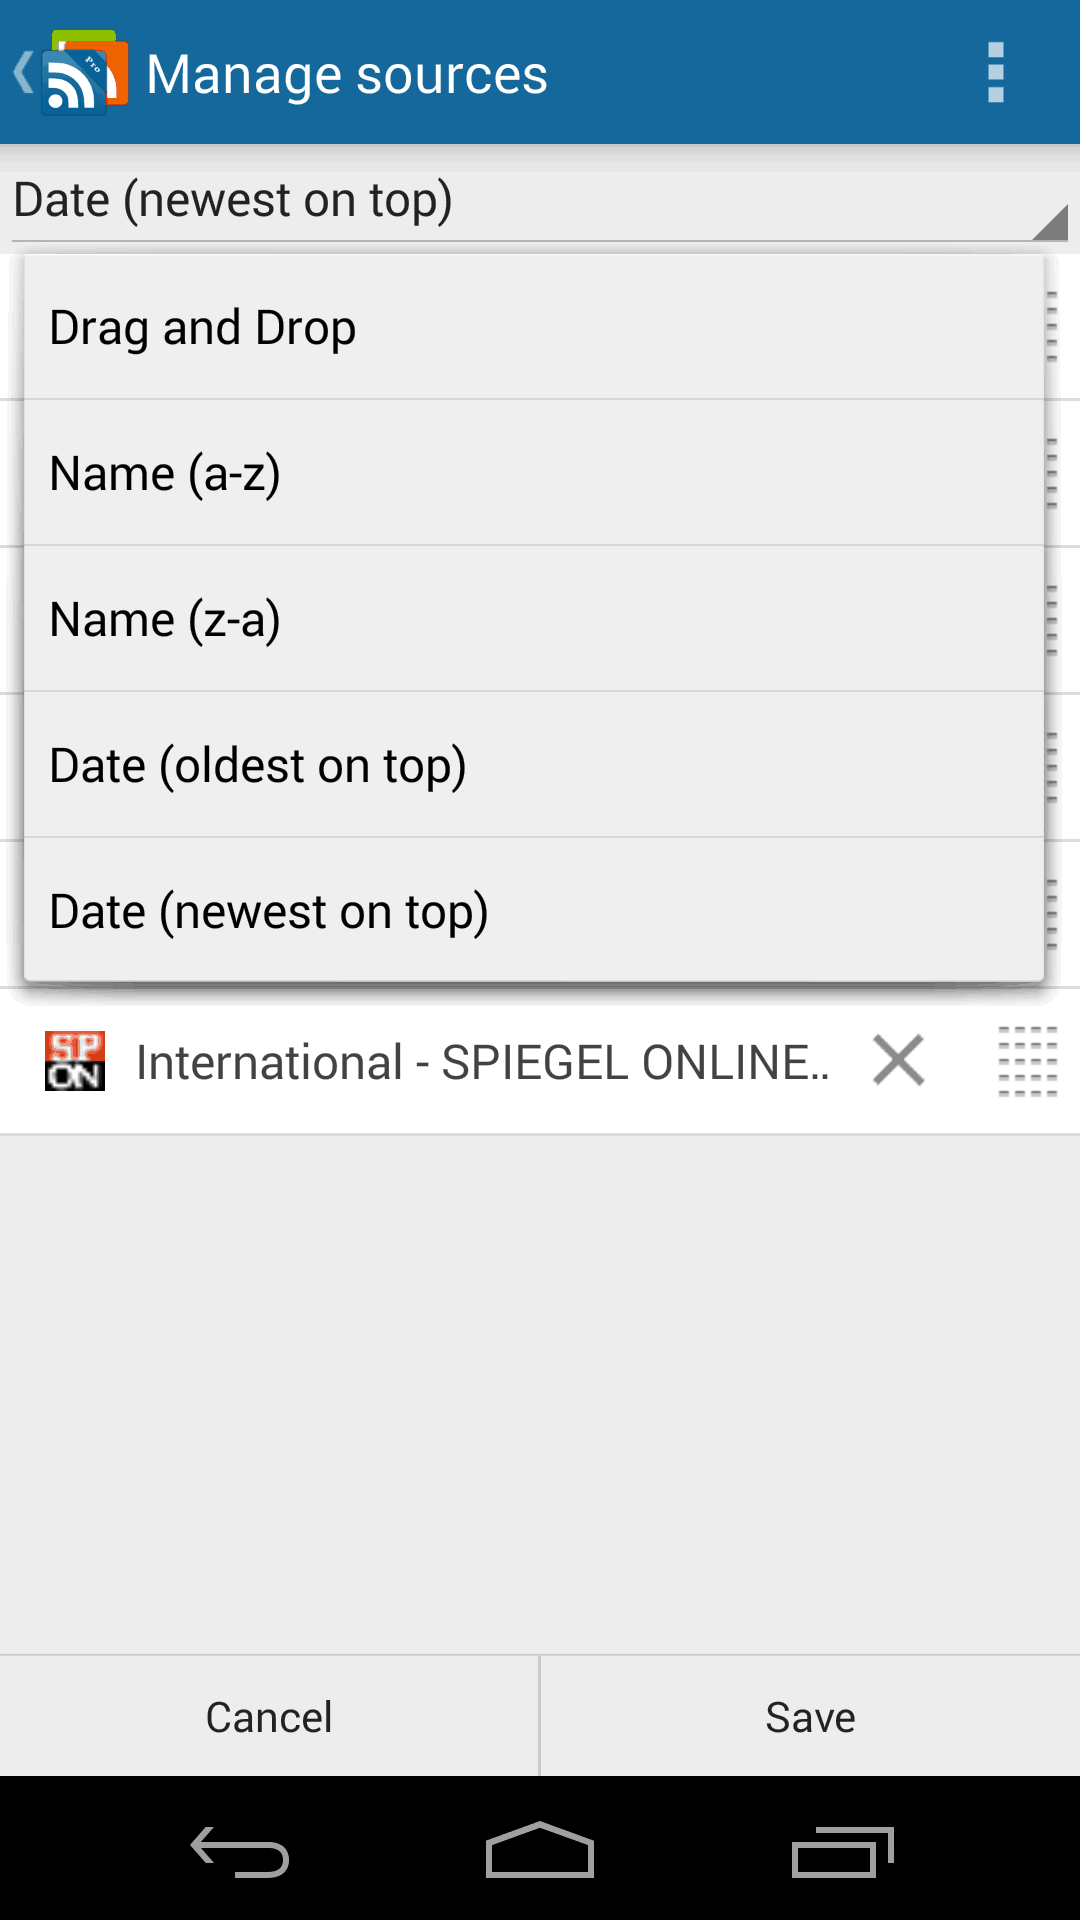 Pro
Manage sources
Date (newest on top)
Drag and Drop
Name (a-z)
Name (z-a)
Date (oldest on top)
Date (newest on top)
SP
ON
International - SPIEGEL ONLINE..
Cancel
Save